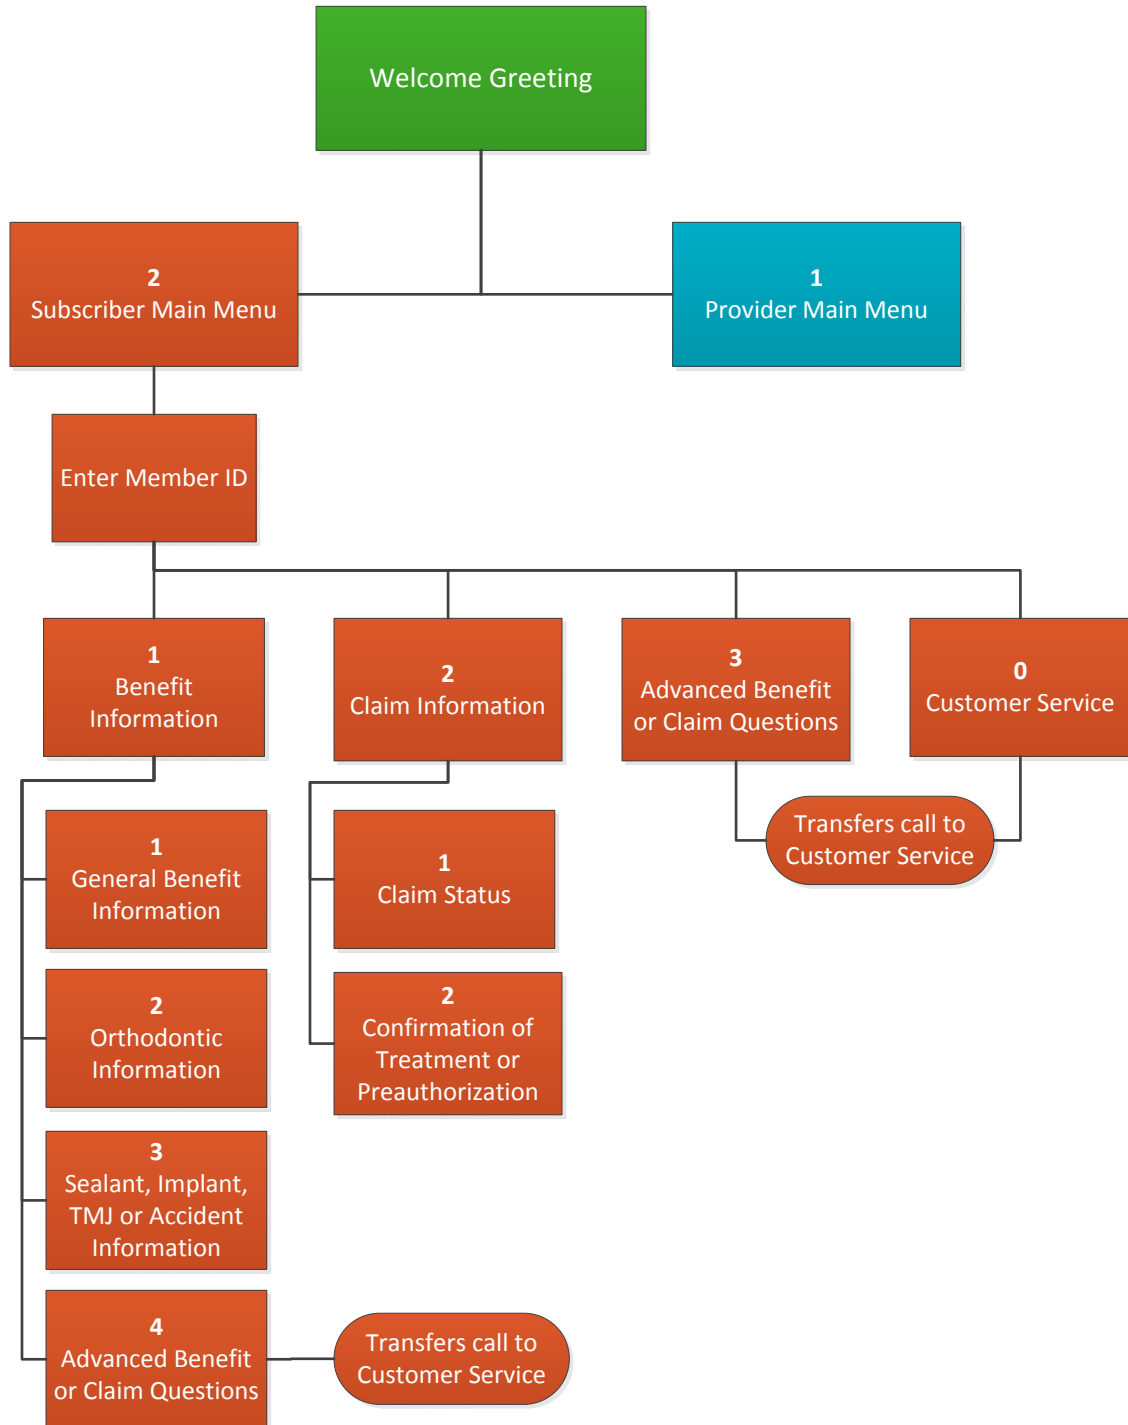 Welcome Greeting
2
Subscriber Main Menu
1
Provider Main Menu
Enter Member ID
1
Benefit
Information
2
Claim Information
3
Advanced Benefit
or Claim Questions
0
Customer Service
Transfers call to
Customer Service
1
General Benefit
Information
1
Claim Status
2
Orthodontic
Information
2
Confirmation of
Treatment or
Preauthorization
3
Sealant, Implant,
TMJ or Accident
Information
4
Advanced Benefit
or Claim Questions
Transfers call to
Customer Service